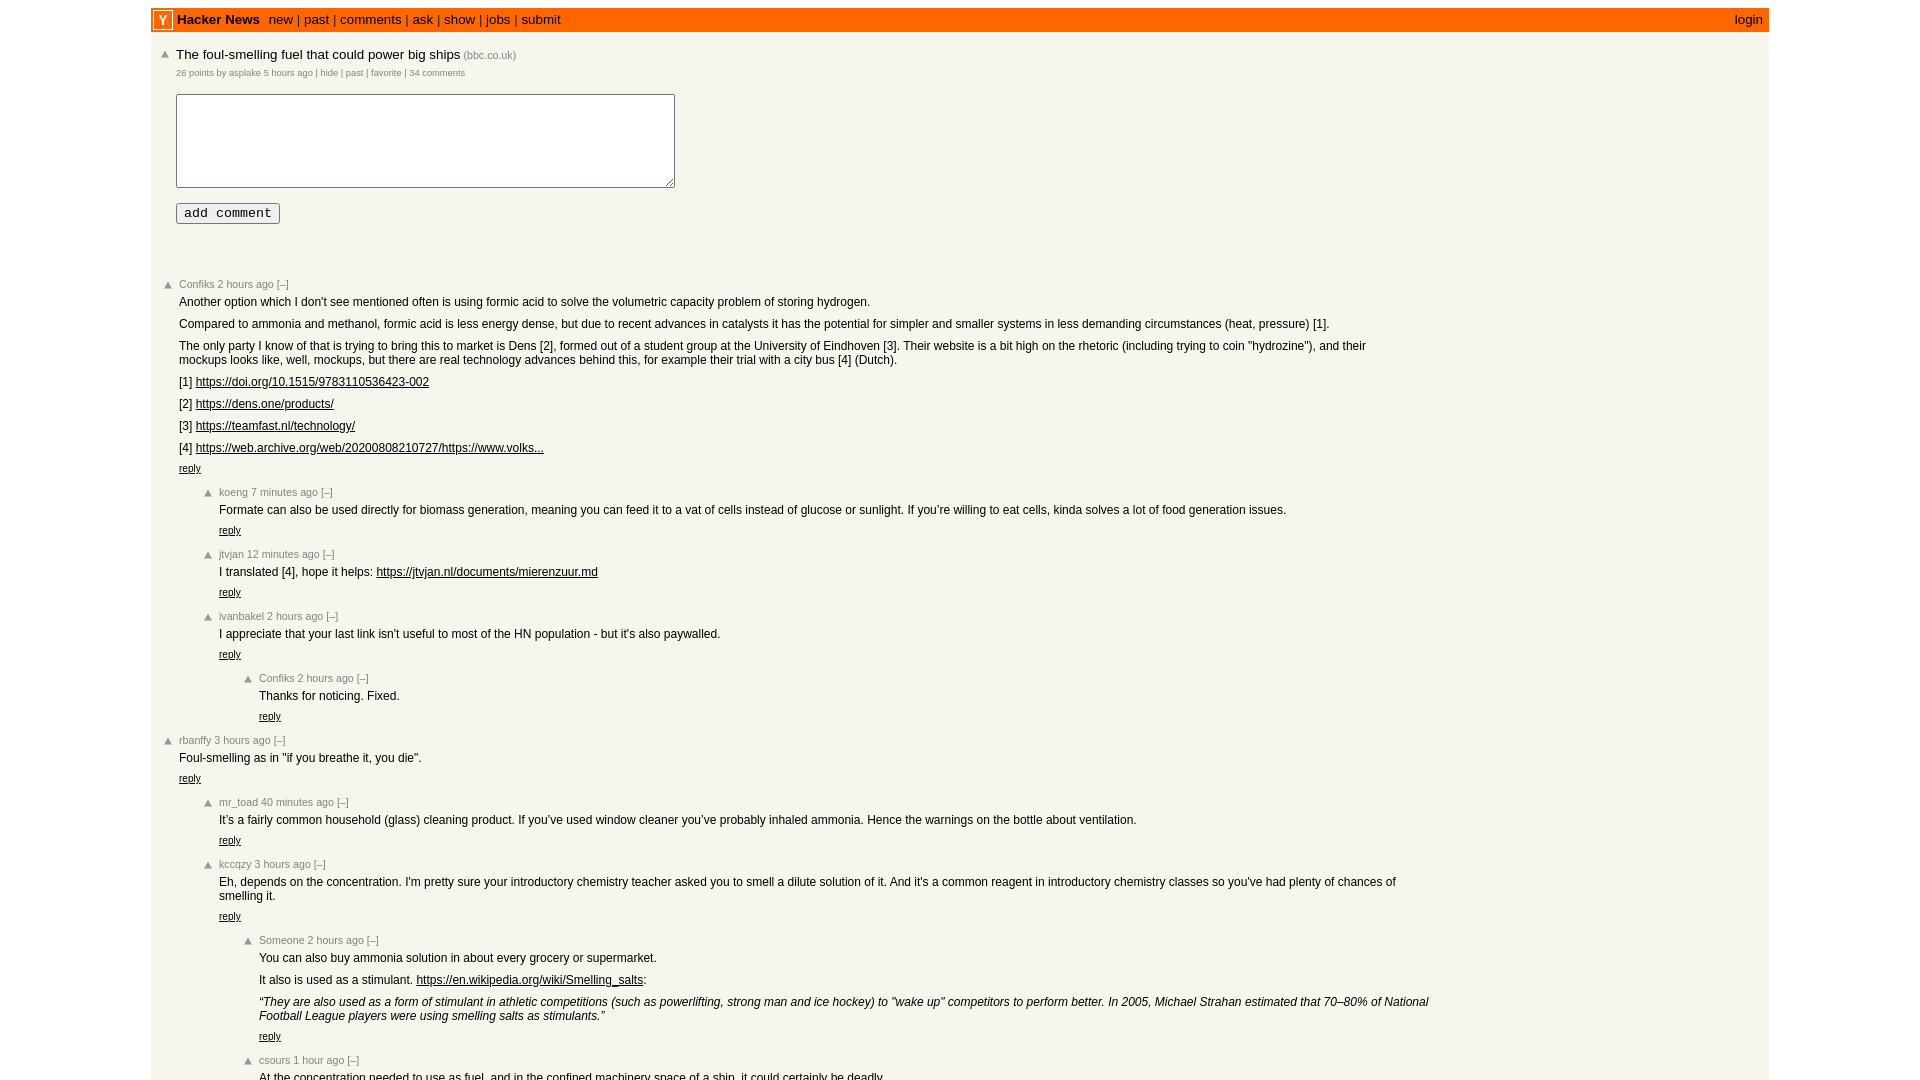 Y Hacker News new | past | comments | ask | show | jobs | submit login
The foul-smelling fuel that could power big ships (bbc.co.uk)
26 points by asplake 5 hours ago | hide | past | favorite | 34 comments
add comment
Confiks 2 hours ago [–]
Another option which I don't see mentioned often is using formic acid to solve the volumetric capacity problem of storing hydrogen.
Compared to ammonia and methanol, formic acid is less energy dense, but due to recent advances in catalysts it has the potential for simpler and smaller systems in less demanding circumstances (heat, pressure) [1].
The only party I know of that is trying to bring this to market is Dens [2], formed out of a student group at the University of Eindhoven [3]. Their website is a bit high on the rhetoric (including trying to coin "hydrozine"), and their
mockups looks like, well, mockups, but there are real technology advances behind this, for example their trial with a city bus [4] (Dutch).
[1] https://doi.org/10.1515/9783110536423-002
[2] https://dens.one/products/
[3] https://teamfast.nl/technology/
[4] https://web.archive.org/web/20200808210727/https://www.volks...
reply
koeng 7 minutes ago [–]
Formate can also be used directly for biomass generation, meaning you can feed it to a vat of cells instead of glucose or sunlight. If you’re willing to eat cells, kinda solves a lot of food generation issues.
reply
jtvjan 12 minutes ago [–]
I translated [4], hope it helps: https://jtvjan.nl/documents/mierenzuur.md
reply
ivanbakel 2 hours ago [–]
I appreciate that your last link isn't useful to most of the HN population - but it's also paywalled.
reply
Confiks 2 hours ago [–]
Thanks for noticing. Fixed.
reply
rbanffy 3 hours ago [–]
Foul-smelling as in "if you breathe it, you die".
reply
mr_toad 40 minutes ago [–]
It’s a fairly common household (glass) cleaning product. If you’ve used window cleaner you’ve probably inhaled ammonia. Hence the warnings on the bottle about ventilation.
reply
kccqzy 3 hours ago [–]
Eh, depends on the concentration. I'm pretty sure your introductory chemistry teacher asked you to smell a dilute solution of it. And it's a common reagent in introductory chemistry classes so you've had plenty of chances of
smelling it.
reply
Someone 2 hours ago [–]
You can also buy ammonia solution in about every grocery or supermarket.
It also is used as a stimulant. https://en.wikipedia.org/wiki/Smelling_salts:
“They are also used as a form of stimulant in athletic competitions (such as powerlifting, strong man and ice hockey) to "wake up" competitors to perform better. In 2005, Michael Strahan estimated that 70–80% of National
Football League players were using smelling salts as stimulants.”
reply
csours 1 hour ago [–]
At the concentration needed to use as fuel, and in the confined machinery space of a ship, it could certainly be deadly.